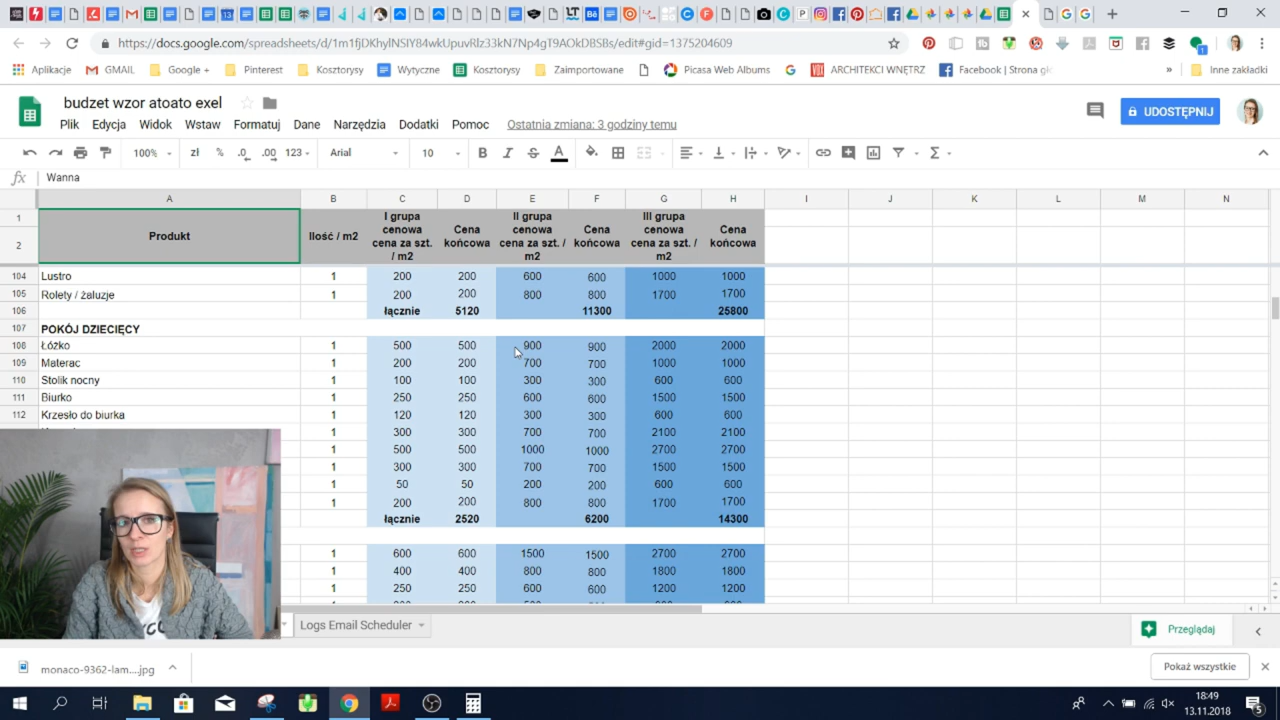 https://docs.google.com/spreadsheets/d/1m1fjDKhylNSIY84wkUpuvRlz33kN7Np4gT9AOkDBSBs/edit#gid=1375204609
Aplikacje GMAIL Google + Pinterest Kosztorysy Wytyczne Kosztorysy Zaimportowane Picasa Web Albums ARCHITEKCI WNĘTRZ Facebook | Strona » Inne zakładki
budzet wzor atoato exel
UDOSTĘPNIJ
Plik Edycja Widok Wstaw Formatuj Dane Narzędzia Dodatki Pomoc Ostatnia zmiana: 3 godziny temu
100% zł % .0 .00 123 Arial 10 B I S A Σ
fx Wanna
A B C D E F G H I J K L M N
1
2
Produkt
Ilość / m2
I grupa
cenowa
cena za szt.
/ m2
Cena
końcowa
II grupa
cenowa
cena za szt. /
m2
Cena
końcowa
III grupa
cenowa
cena za szt. /
m2
Cena
końcowa
104 Lustro 1 200 200 600 600 1000 1000
105 Rolety / żaluzje 1 200 200 800 800 1700 1700
106 łącznie 5120 11300 25800
107 POKÓJ DZIECIĘCY
108 Łóżko 1 500 500 900 900 2000 2000
109 Materac 1 200 200 700 700 1000 1000
110 Stolik nocny 1 100 100 300 300 600 600
111 Biurko 1 250 250 600 600 1500 1500
112 Krzesło do biurka 1 120 120 300 300 600 600
1 300 300 700 700 2100 2100
1 500 500 1000 1000 2700 2700
1 300 300 700 700 1500 1500
1 50 50 200 200 600 600
1 200 200 800 800 1700 1700
łącznie 2520 6200 14300
1 600 600 1500 1500 2700 2700
1 400 400 800 800 1800 1800
1 250 250 600 600 1200 1200
Logs Email Scheduler
Przeglądaj
monaco-9362-lam....jpg
Pokaż wszystkie
18:49
13.11.2018
5